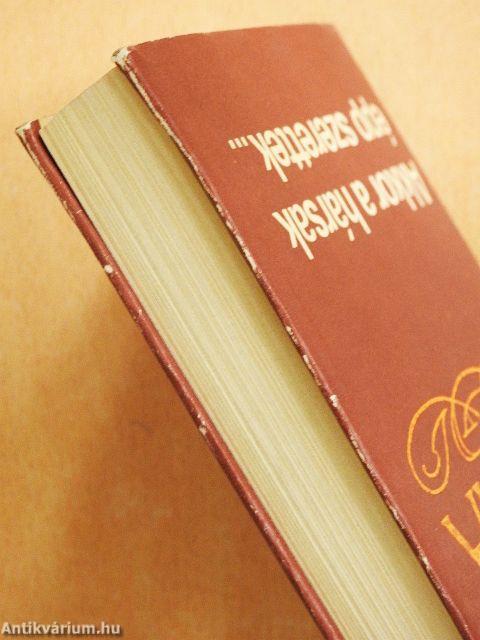 Akkor a hársak
épp szerettek...
Antikvárium.hu